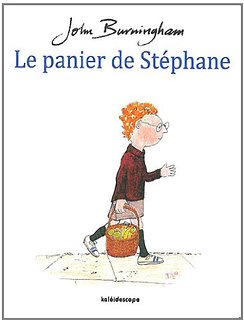 John Burningham
Le panier de Stéphane
kaléidoscope